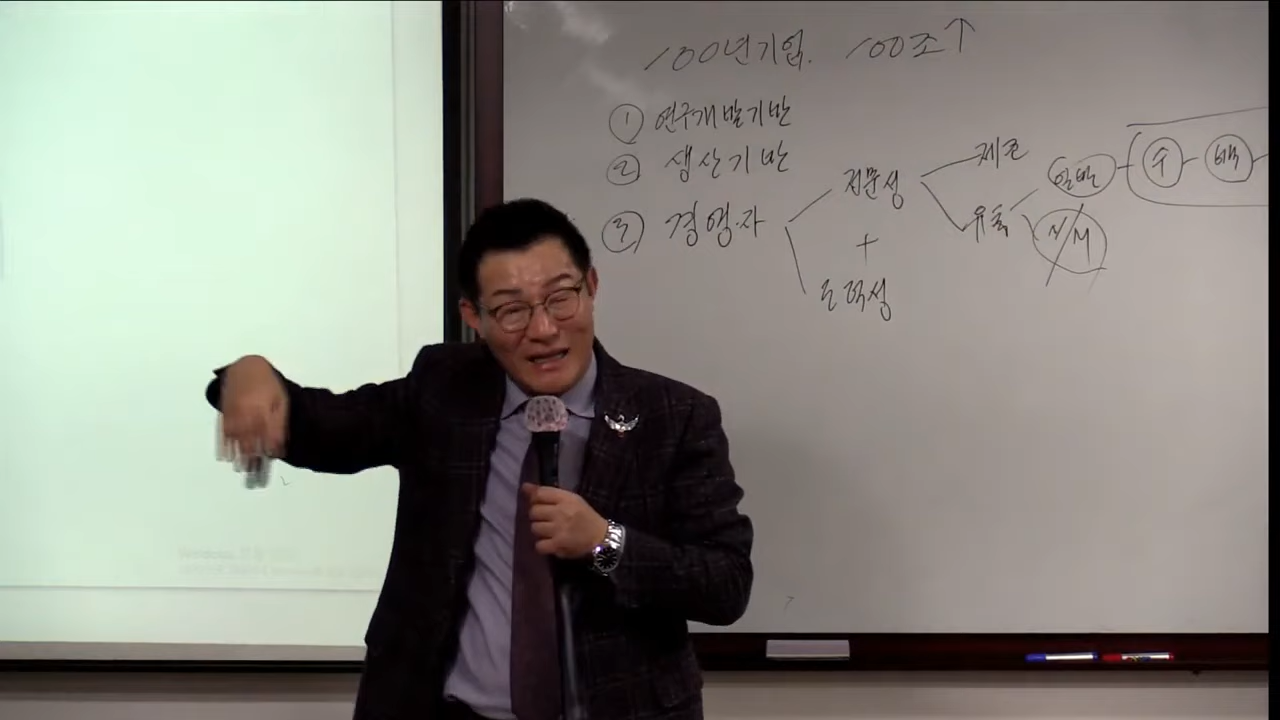 100년기업. 100조↑
① 연구개발기반
② 생산기반
③ 경영자
전문성
+
도덕성
제조
유통
일반
N/M
수
백